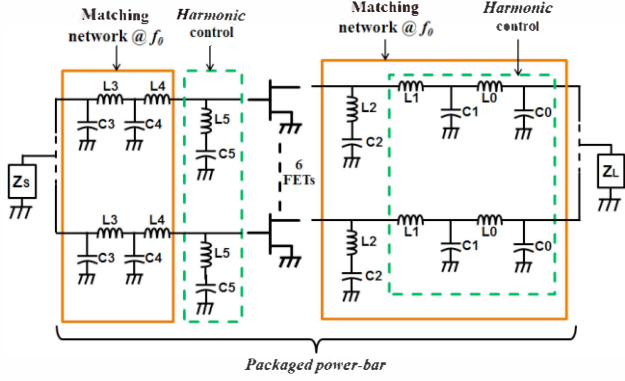 Matching
network @ f₀
Harmonic
control
Matching
network @ f₀
Harmonic
control
L3
L4
L5
C3
C4
C5
L2
C2
L1
L0
C1
C0
Zs
6
FETs
ZL
L3
L4
L5
C3
C4
C5
L2
C2
L1
L0
C1
C0
Packaged power-bar